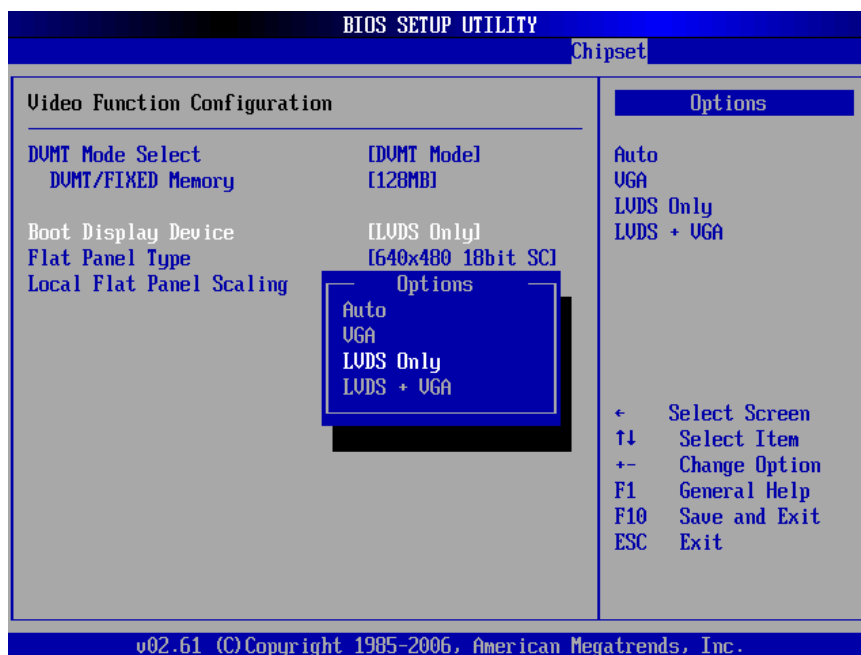 BIOS SETUP UTILITY
Chipset
Video Function Configuration
DVMT Mode Select [DVMT Mode]
DVMT/FIXED Memory [128MB]
Boot Display Device [LVDS Only]
Flat Panel Type [640x480 18bit SC]
Local Flat Panel Scaling
Options
Auto
VGA
LVDS Only
LVDS + VGA
Options
Auto
VGA
LVDS Only
LVDS + VGA
← Select Screen
↑↓ Select Item
+- Change Option
F1 General Help
F10 Save and Exit
ESC Exit
v02.61 (C)Copyright 1985-2006, American Megatrends, Inc.